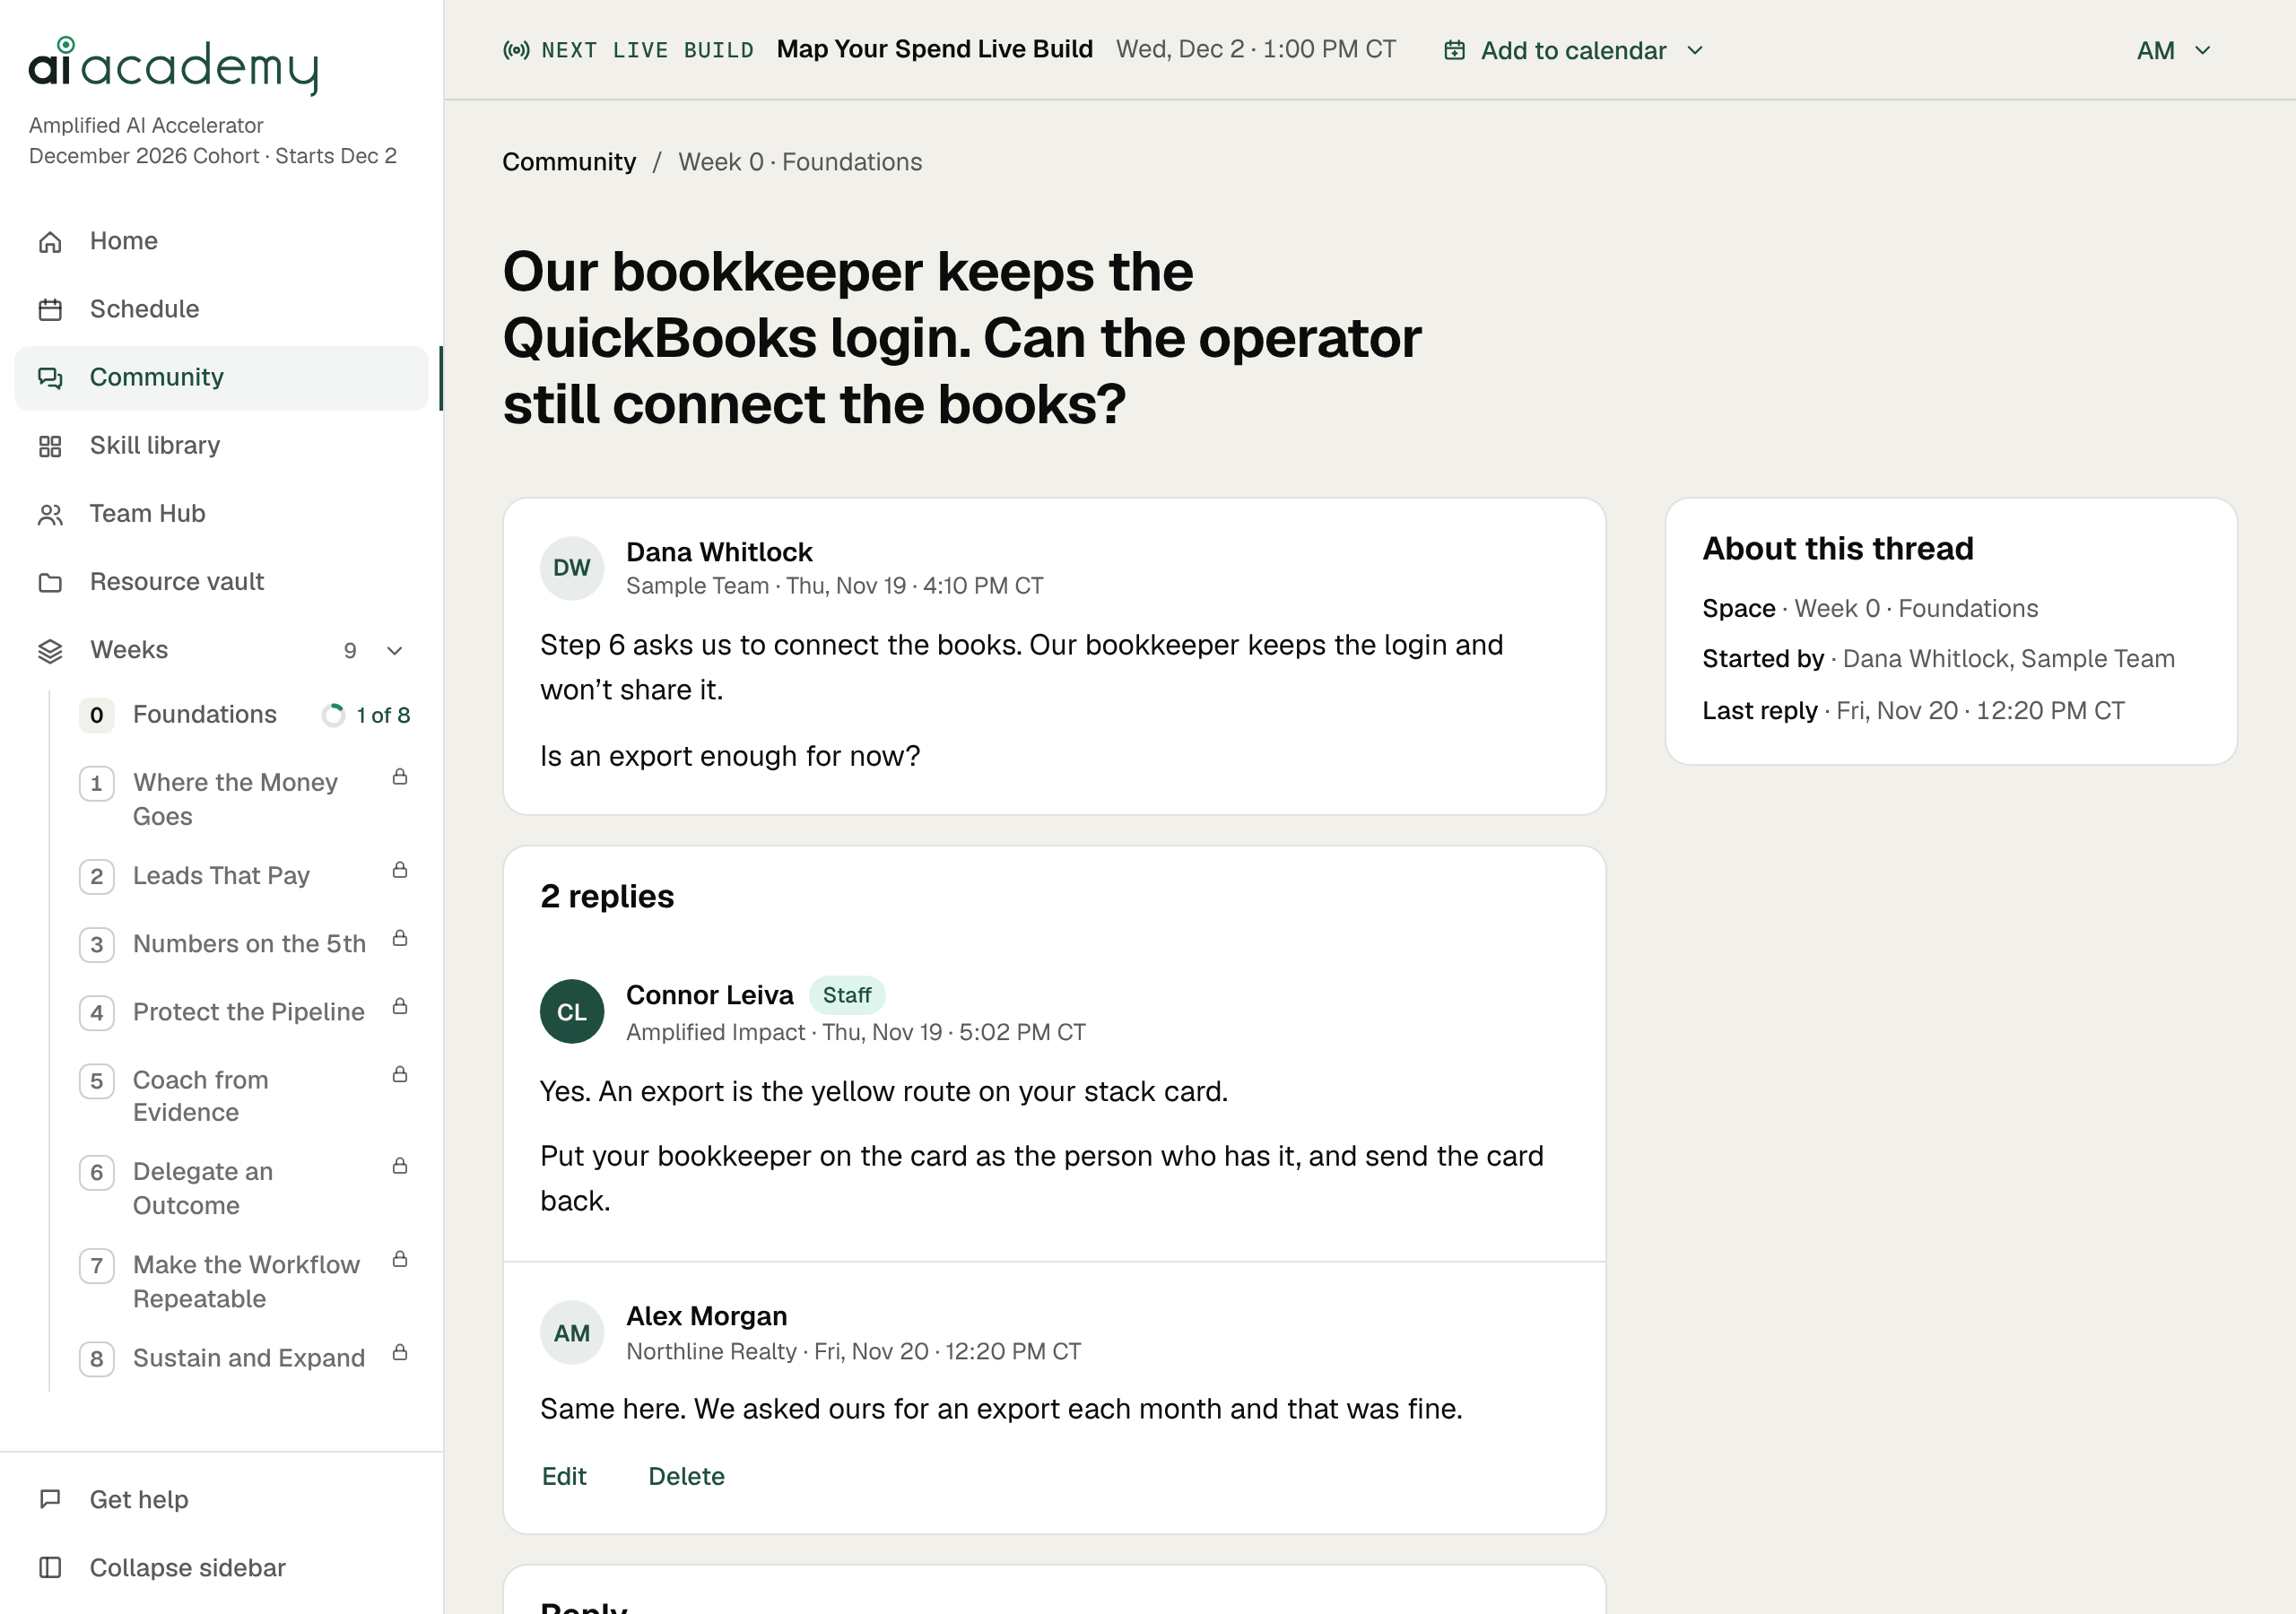 ai academy
Amplified AI Accelerator
December 2026 Cohort · Starts Dec 2
Home
Schedule
Community
Skill library
Team Hub
Resource vault
Weeks 9
0 Foundations 1 of 8
1 Where the Money
Goes
2 Leads That Pay
3 Numbers on the 5th
4 Protect the Pipeline
5 Coach from
Evidence
6 Delegate an
Outcome
7 Make the Workflow
Repeatable
8 Sustain and Expand
Get help
Collapse sidebar
NEXT LIVE BUILD Map Your Spend Live Build Wed, Dec 2 · 1:00 PM CT Add to calendar AM
Community / Week 0 · Foundations
Our bookkeeper keeps the
QuickBooks login. Can the operator
still connect the books?
DW Dana Whitlock
Sample Team · Thu, Nov 19 · 4:10 PM CT
Step 6 asks us to connect the books. Our bookkeeper keeps the login and
won’t share it.
Is an export enough for now?
2 replies
CL Connor Leiva Staff
Amplified Impact · Thu, Nov 19 · 5:02 PM CT
Yes. An export is the yellow route on your stack card.
Put your bookkeeper on the card as the person who has it, and send the card
back.
AM Alex Morgan
Northline Realty · Fri, Nov 20 · 12:20 PM CT
Same here. We asked ours for an export each month and that was fine.
Edit Delete
Reply
About this thread
Space · Week 0 · Foundations
Started by · Dana Whitlock, Sample Team
Last reply · Fri, Nov 20 · 12:20 PM CT